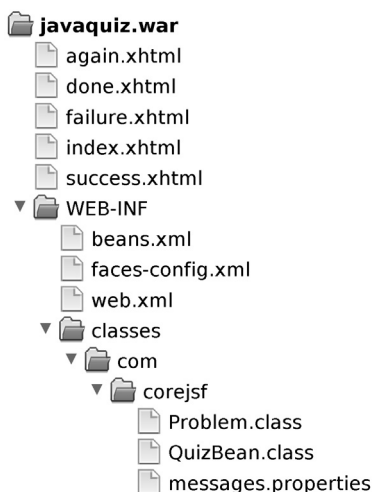 javaquiz.war
again.xhtml
done.xhtml
failure.xhtml
index.xhtml
success.xhtml
WEB-INF
beans.xml
faces-config.xml
web.xml
classes
com
corejsf
Problem.class
QuizBean.class
messages.properties